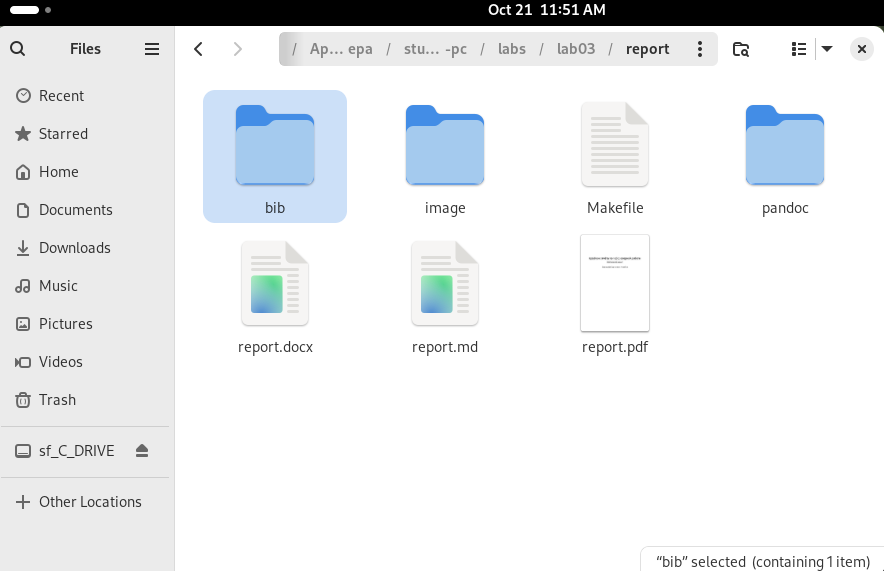 Oct 21 11:51 AM
Files
/ Ap... epa / stu... -pc / labs / lab03 / report
Recent
Starred
Home
Documents
Downloads
Music
Pictures
Videos
Trash
sf_C_DRIVE
Other Locations
bib
image
Makefile
pandoc
report.docx
report.md
report.pdf
“bib” selected (containing 1 item)